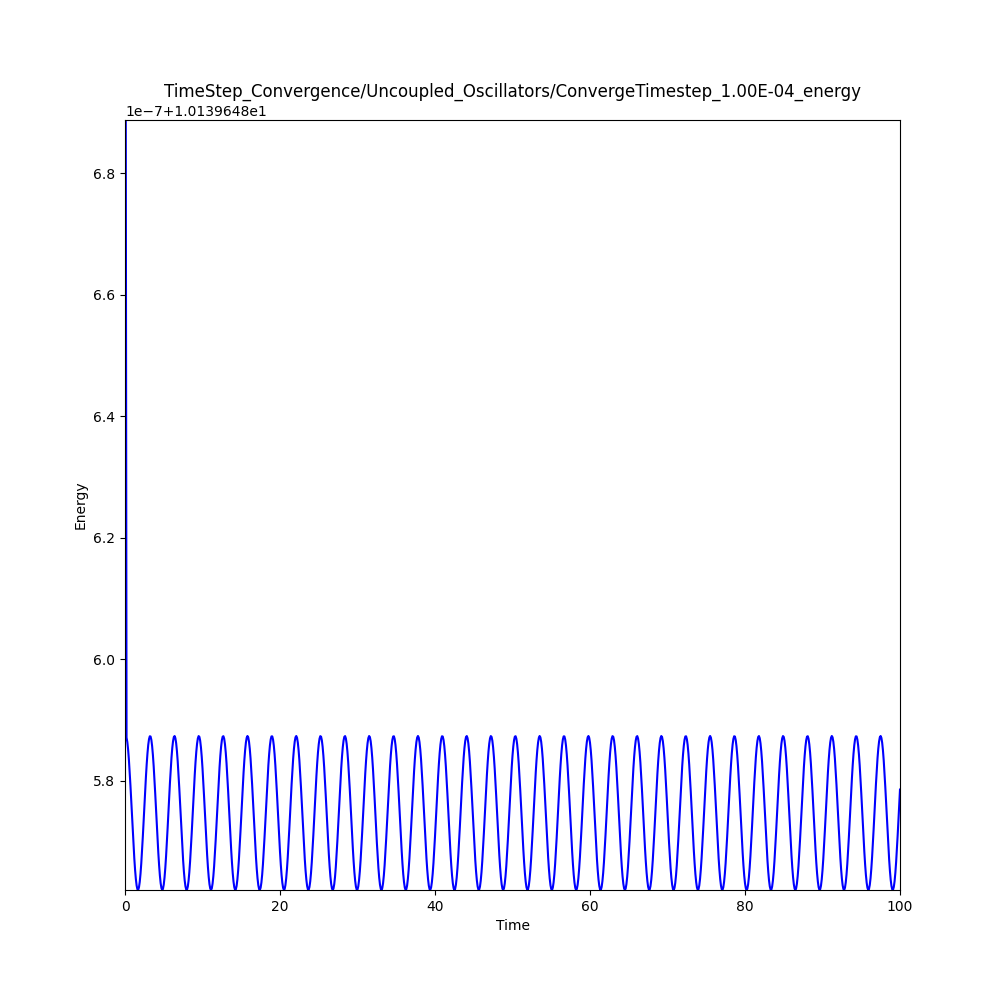 TimeStep_Convergence/Uncoupled_Oscillators/ConvergeTimestep_1.00E-04_energy
1e−7+1.0139648e1
6.8
6.6
6.4
6.2
6.0
5.8
Energy
0 20 40 60 80 100
Time